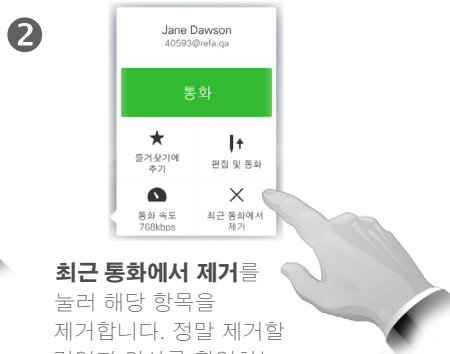 2
Jane Dawson
40593@refa.qa
통화
즐겨찾기에
추가
편집 및 통화
통화 속도
768kbps
최근 통화에서
제거
최근 통화에서 제거를
눌러 해당 항목을
제거합니다. 정말 제거할